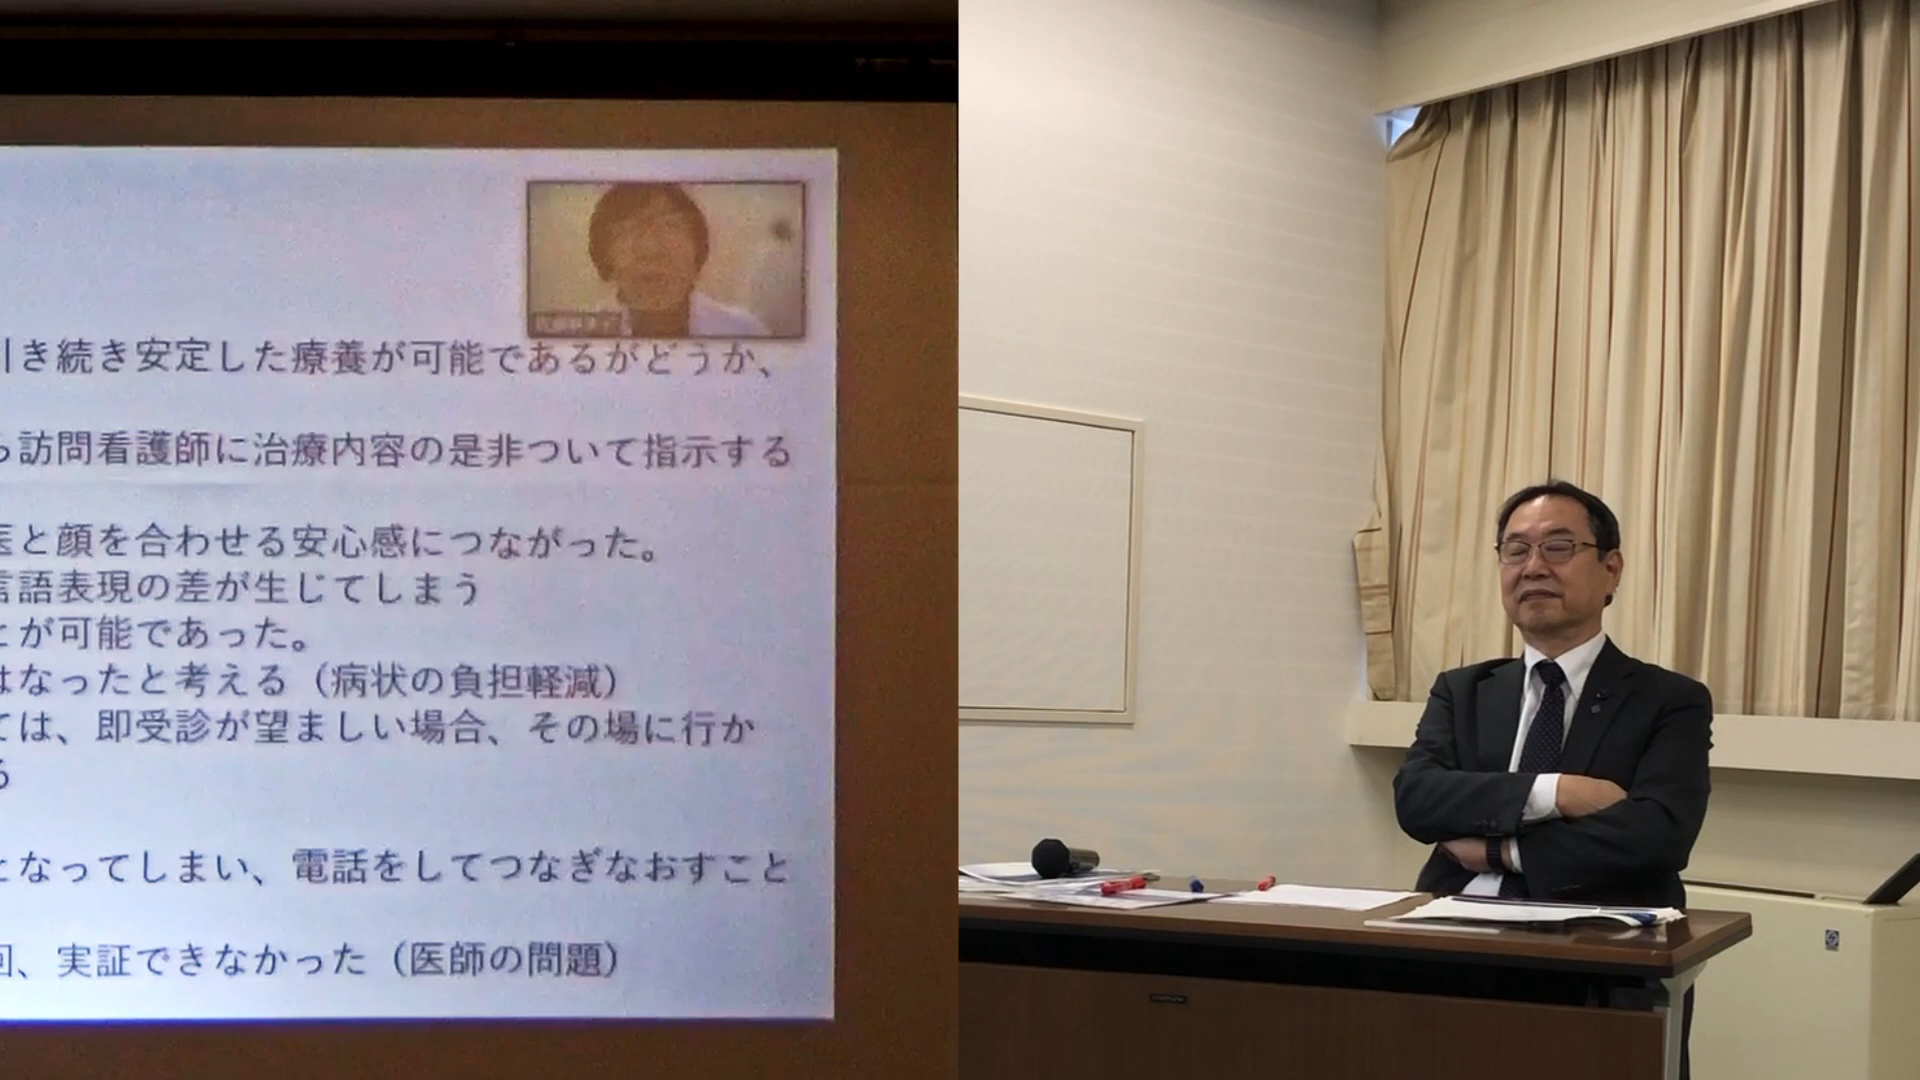 引き続き安定した療養が可能であるがどうか、
ら訪問看護師に治療内容の是非ついて指示する
医と顔を合わせる安心感につながった。
言語表現の差が生じてしまう
とが可能であった。
はなったと考える（病状の負担軽減）
ては、即受診が望ましい場合、その場に行か
る
となってしまい、電話をしてつなぎなおすこと
回、実証できなかった（医師の問題）